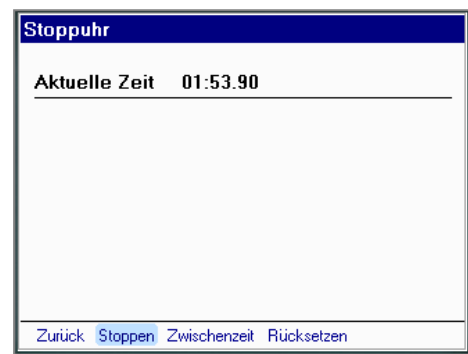 Stoppuhr
Aktuelle Zeit 01:53.90
Zurück Stoppen Zwischenzeit Rücksetzen